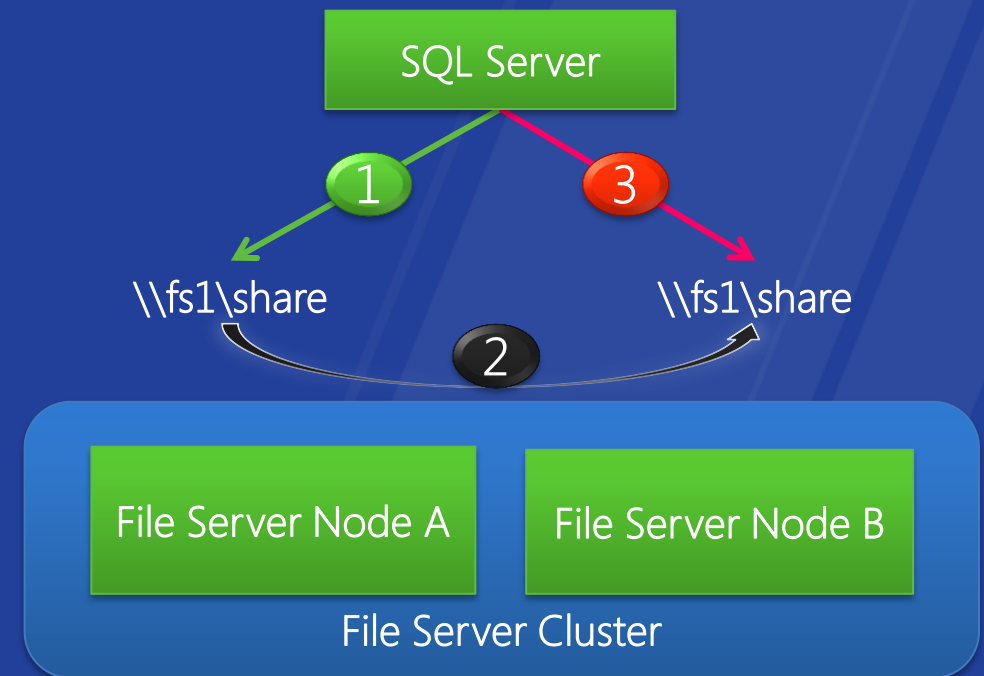 SQL Server
1
3
\\fs1\share
\\fs1\share
2
File Server Node A
File Server Node B
File Server Cluster